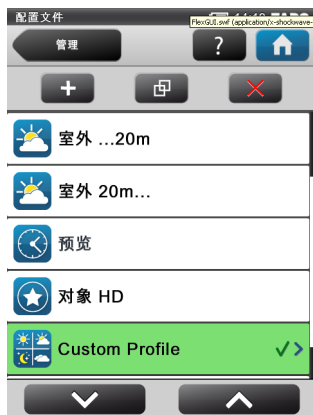 配置文件
FlexGUI.swf (application/x-shockwave-
管理
?
室外 ...20m
室外 20m...
预览
对象 HD
Custom Profile